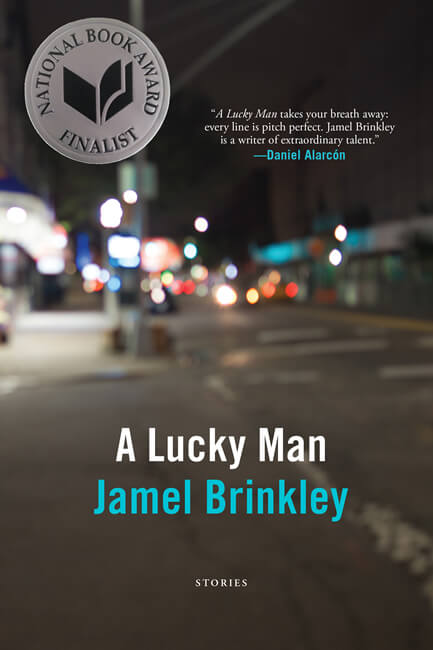 NATIONAL BOOK AWARD
FINALIST
“A Lucky Man takes your breath away:
every line is pitch perfect. Jamel Brinkley
is a writer of extraordinary talent.”
—Daniel Alarcón
A Lucky Man
Jamel Brinkley
STORIES